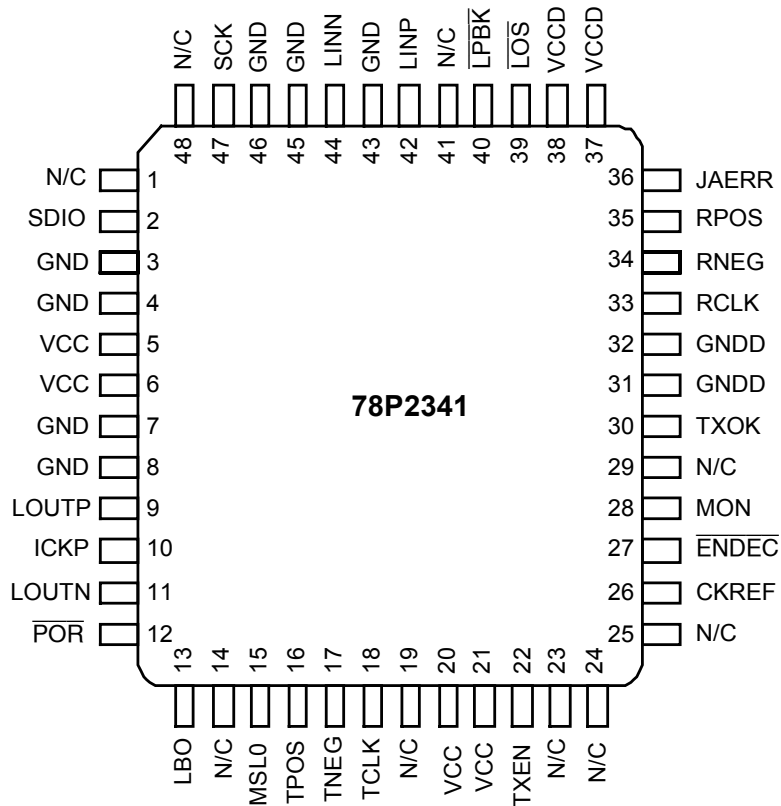 N/C SCK GND GND LINN GND LINP N/C L̅P̅B̅K̅ L̅O̅S̅ VCCD VCCD
48 47 46 45 44 43 42 41 40 39 38 37
N/C 1 36 JAERR
SDIO 2 35 RPOS
GND 3 34 RNEG
GND 4 33 RCLK
VCC 5 32 GNDD
VCC 6 31 GNDD
78P2341
GND 7 30 TXOK
GND 8 29 N/C
LOUTP 9 28 MON
ICKP 10 27 E̅N̅D̅E̅C̅
LOUTN 11 26 CKREF
P̅O̅R̅ 12 25 N/C
13 14 15 16 17 18 19 20 21 22 23 24
LBO N/C MSL0 TPOS TNEG TCLK N/C VCC VCC TXEN N/C N/C